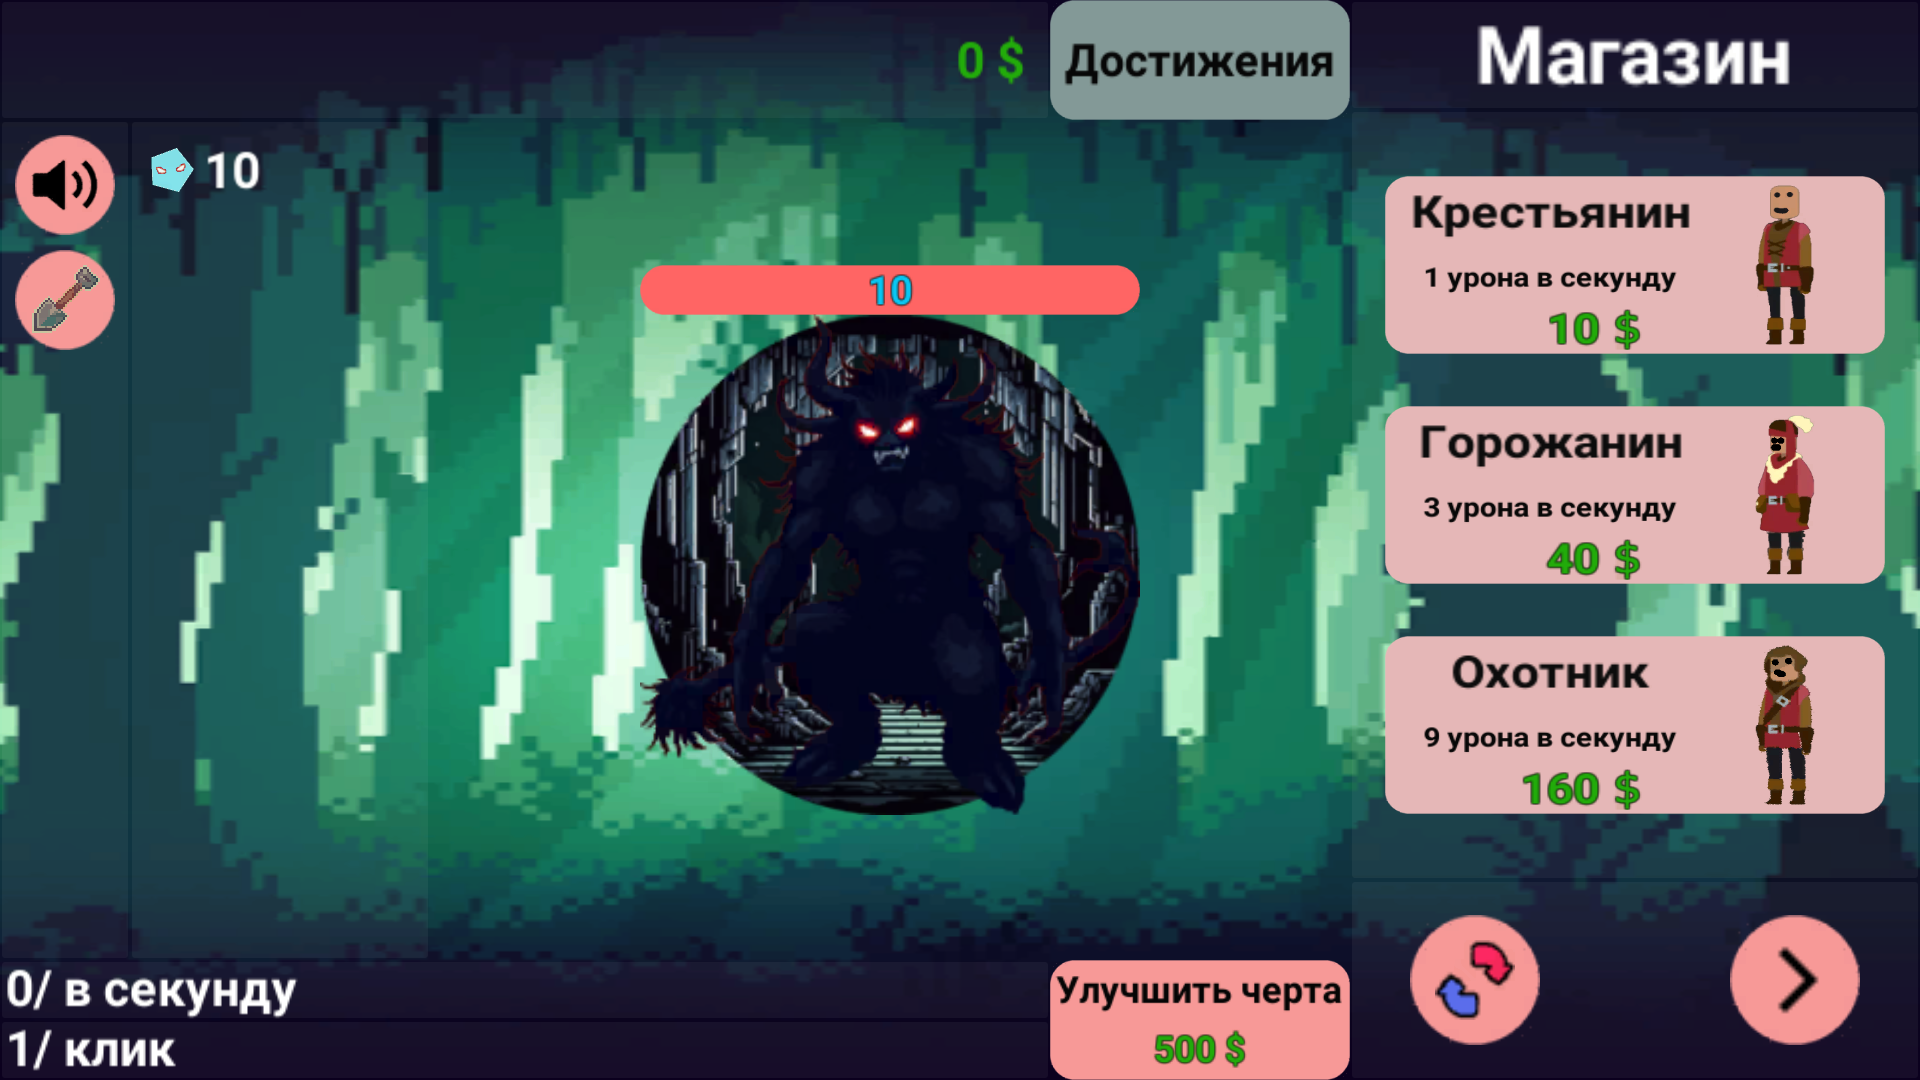 0 $
Достижения
Магазин
10
10
Крестьянин
1 урона в секунду
10 $
Горожанин
3 урона в секунду
40 $
Охотник
9 урона в секунду
160 $
0/ в секунду
1/ клик
Улучшить черта
500 $